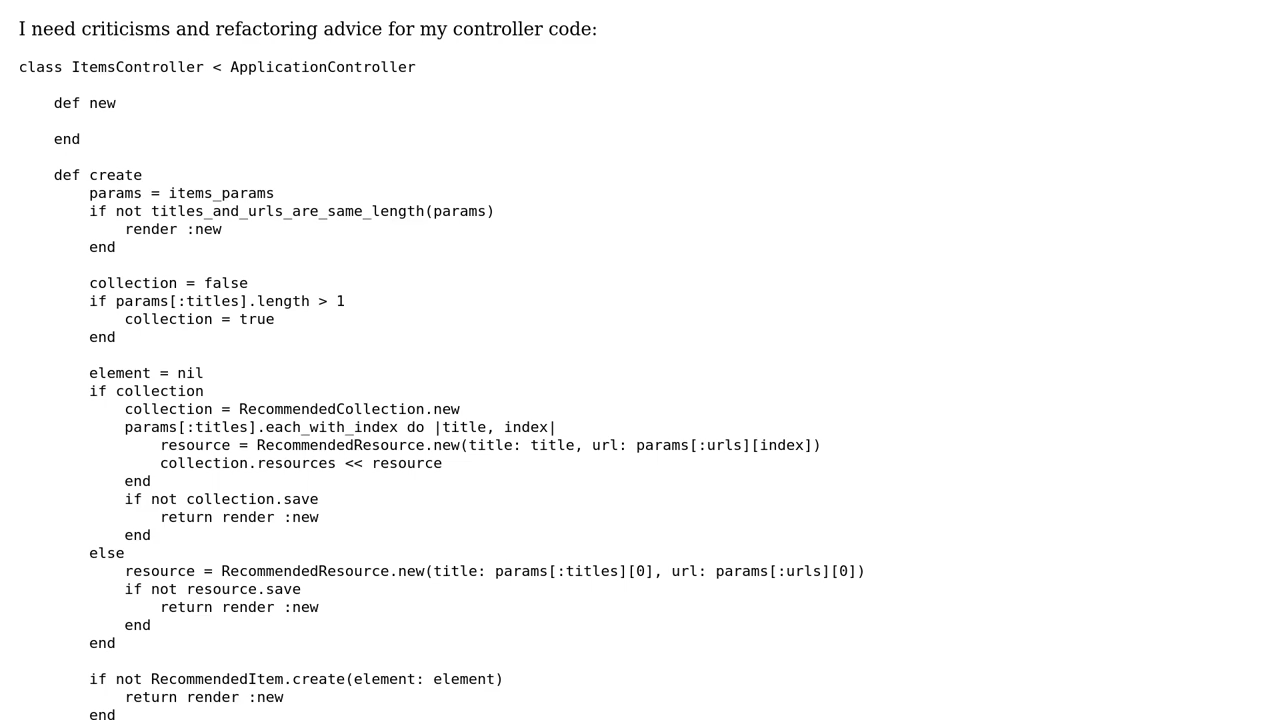 I need criticisms and refactoring advice for my controller code:
class ItemsController < ApplicationController
def new
end
def create
params = items_params
if not titles_and_urls_are_same_length(params)
render :new
end
collection = false
if params[:titles].length > 1
collection = true
end
element = nil
if collection
collection = RecommendedCollection.new
params[:titles].each_with_index do |title, index|
resource = RecommendedResource.new(title: title, url: params[:urls][index])
collection.resources << resource
end
if not collection.save
return render :new
end
else
resource = RecommendedResource.new(title: params[:titles][0], url: params[:urls][0])
if not resource.save
return render :new
end
end
if not RecommendedItem.create(element: element)
return render :new
end